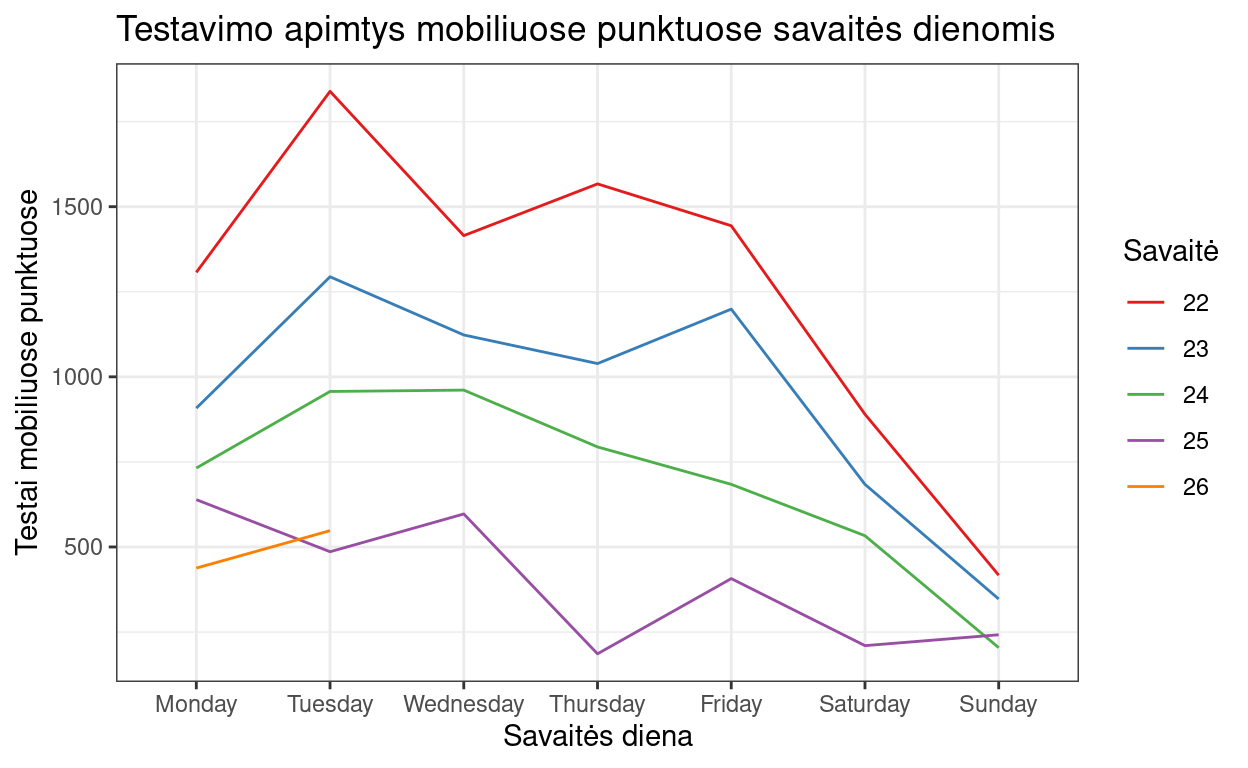 Testavimo apimtys mobiliuose punktuose savaitės dienomis
Testai mobiliuose punktuose
1500
1000
500
Monday Tuesday Wednesday Thursday Friday Saturday Sunday
Savaitės diena
Savaitė
22
23
24
25
26